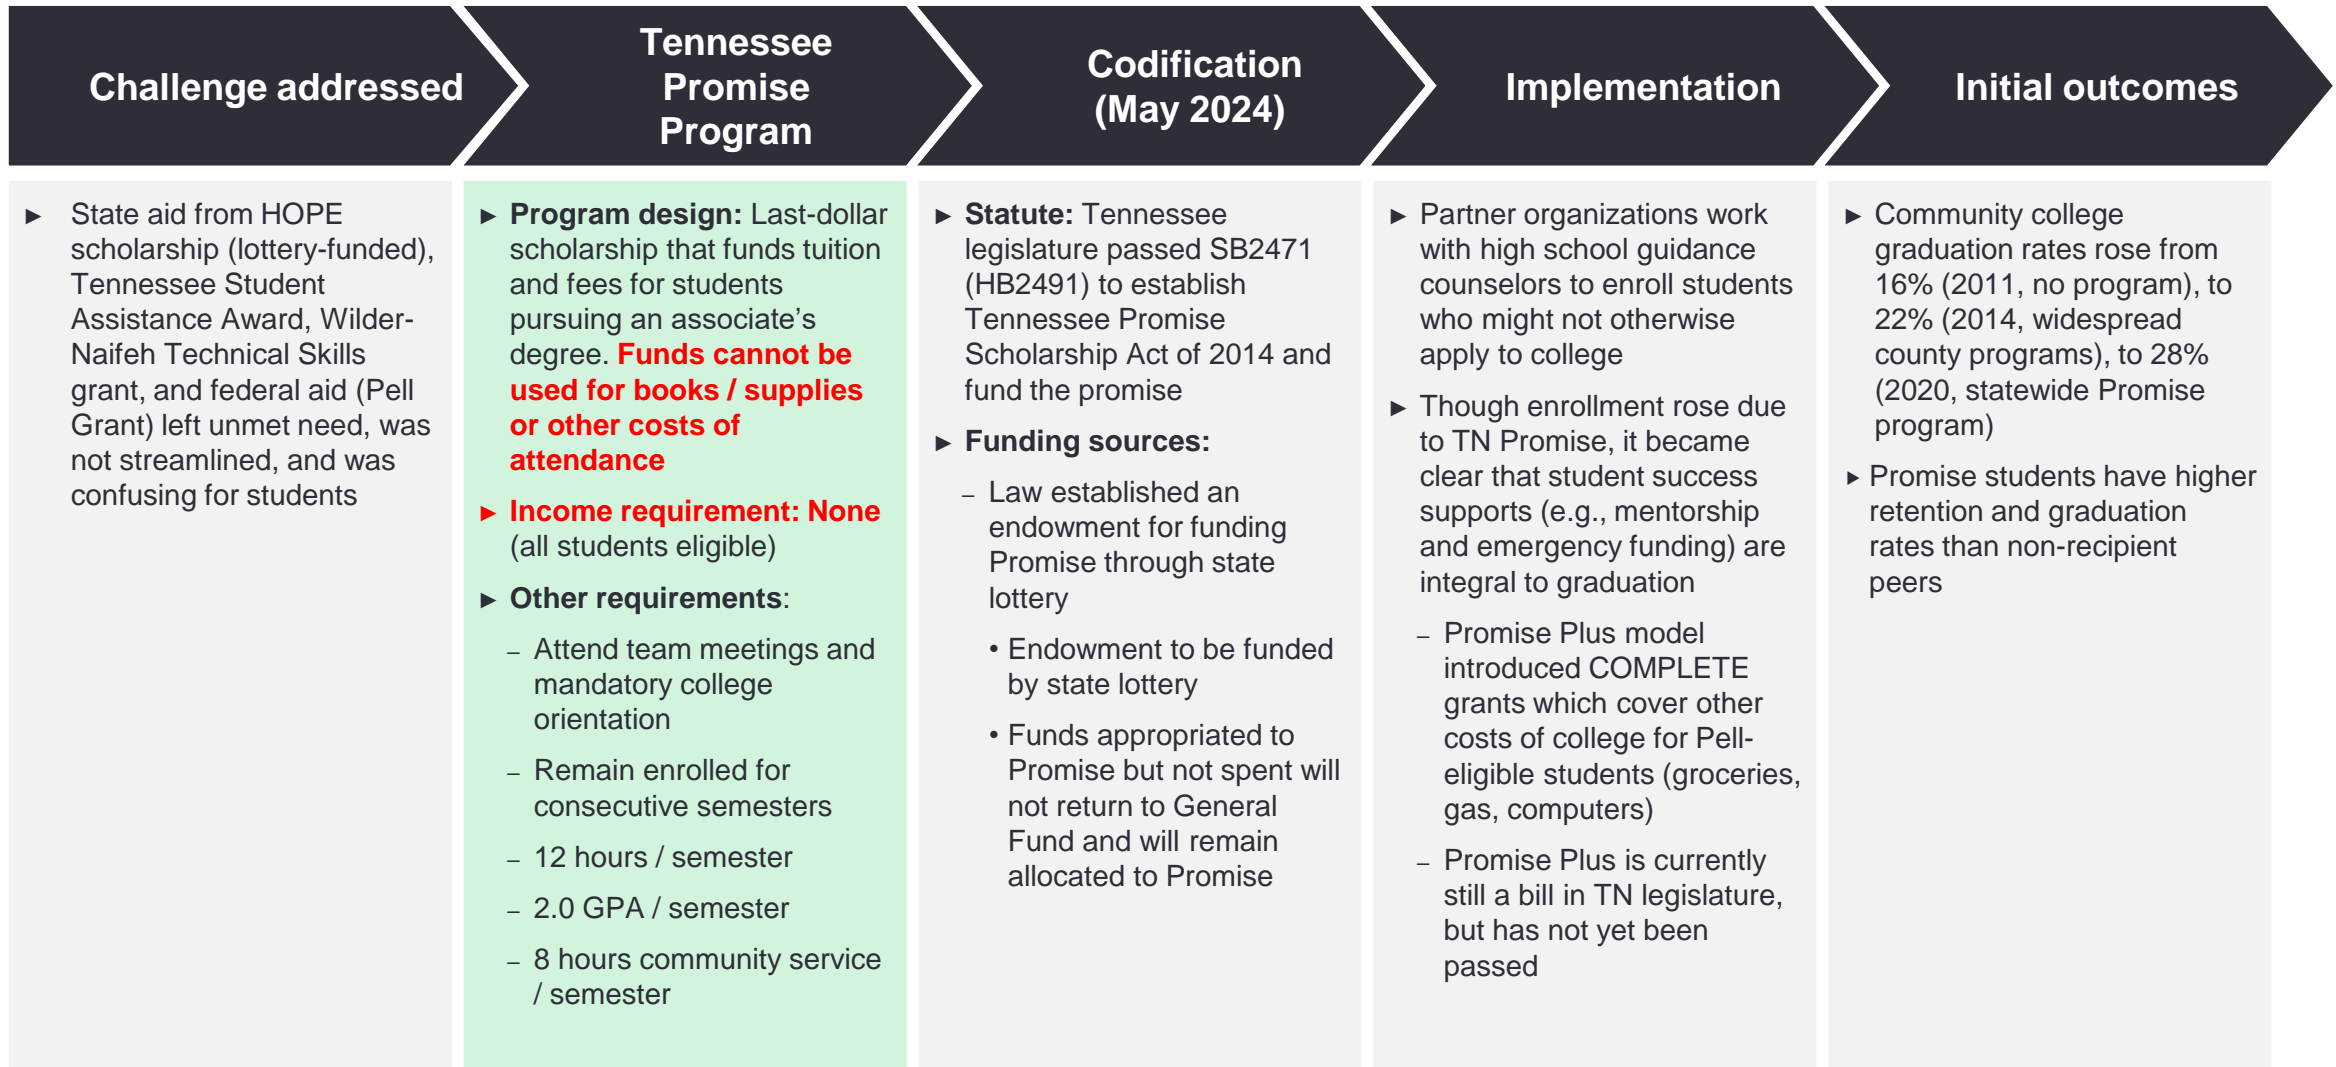 Challenge addressed
Tennessee
Promise
Program
Codification
(May 2024)
Implementation
Initial outcomes
► State aid from HOPE
scholarship (lottery-funded),
Tennessee Student
Assistance Award, Wilder-
Naifeh Technical Skills
grant, and federal aid (Pell
Grant) left unmet need, was
not streamlined, and was
confusing for students
► Program design: Last-dollar
scholarship that funds tuition
and fees for students
pursuing an associate’s
degree. Funds cannot be
used for books / supplies
or other costs of
attendance
► Income requirement: None
(all students eligible)
► Other requirements:
– Attend team meetings and
mandatory college
orientation
– Remain enrolled for
consecutive semesters
– 12 hours / semester
– 2.0 GPA / semester
– 8 hours community service
/ semester
► Statute: Tennessee
legislature passed SB2471
(HB2491) to establish
Tennessee Promise
Scholarship Act of 2014 and
fund the promise
► Funding sources:
– Law established an
endowment for funding
Promise through state
lottery
• Endowment to be funded
by state lottery
• Funds appropriated to
Promise but not spent will
not return to General
Fund and will remain
allocated to Promise
► Partner organizations work
with high school guidance
counselors to enroll students
who might not otherwise
apply to college
► Though enrollment rose due
to TN Promise, it became
clear that student success
supports (e.g., mentorship
and emergency funding) are
integral to graduation
– Promise Plus model
introduced COMPLETE
grants which cover other
costs of college for Pell-
eligible students (groceries,
gas, computers)
– Promise Plus is currently
still a bill in TN legislature,
but has not yet been
passed
► Community college
graduation rates rose from
16% (2011, no program), to
22% (2014, widespread
county programs), to 28%
(2020, statewide Promise
program)
► Promise students have higher
retention and graduation
rates than non-recipient
peers